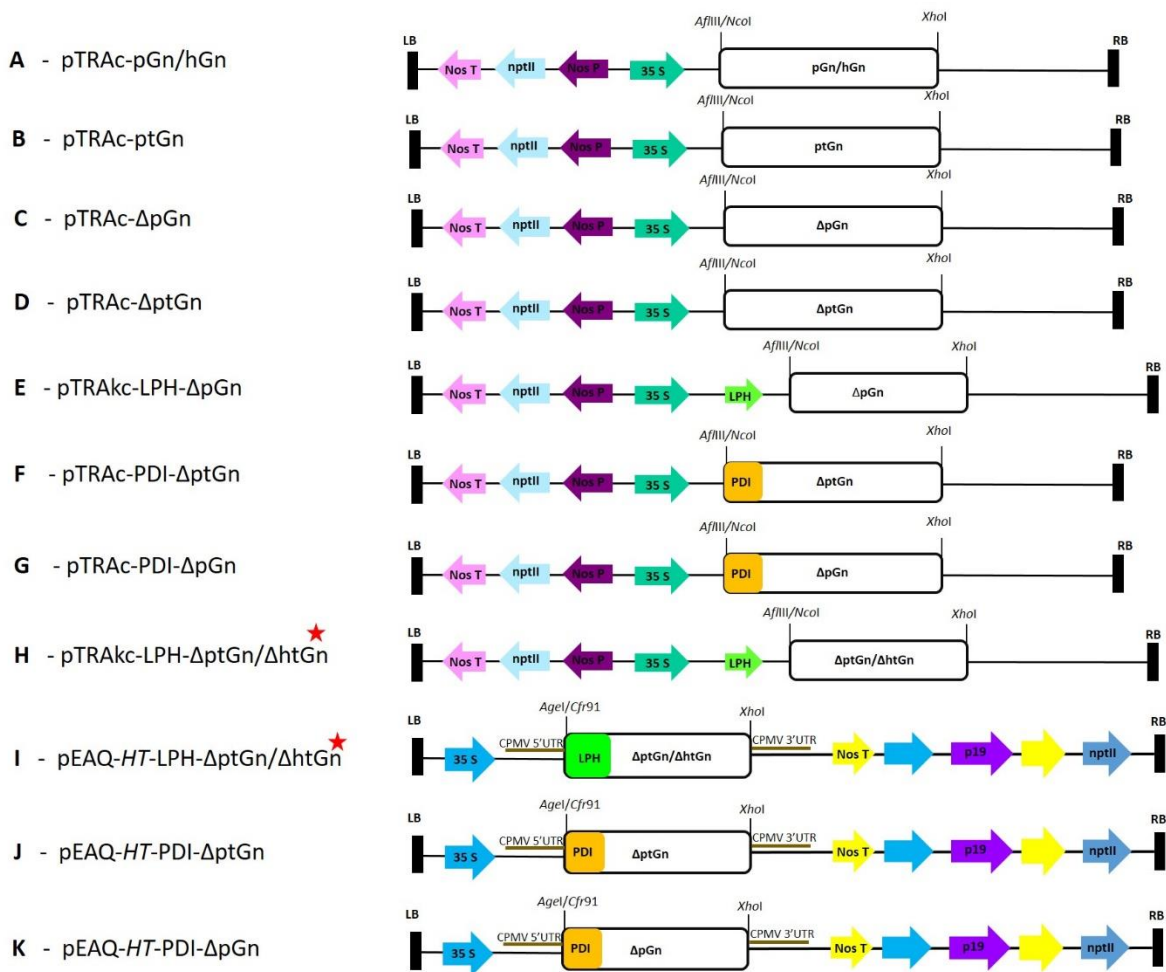 AflIII/NcoI XhoI
LB RB
A - pTRAc-pGn/hGn
Nos T nptII Nos P 35 S pGn/hGn
AflIII/NcoI XhoI
LB RB
B - pTRAc-ptGn
Nos T nptII Nos P 35 S ptGn
AflIII/NcoI XhoI
LB RB
C - pTRAc-ΔpGn
Nos T nptII Nos P 35 S ΔpGn
AflIII/NcoI XhoI
LB RB
D - pTRAc-ΔptGn
Nos T nptII Nos P 35 S ΔptGn
AflIII/NcoI XhoI
LB RB
E - pTRAkc-LPH-ΔpGn
Nos T nptII Nos P 35 S LPH ΔpGn
AflIII/NcoI XhoI
LB RB
F - pTRAc-PDI-ΔptGn
Nos T nptII Nos P 35 S PDI ΔptGn
AflIII/NcoI XhoI
LB RB
G - pTRAc-PDI-ΔpGn
Nos T nptII Nos P 35 S PDI ΔpGn
AflIII/NcoI XhoI
LB RB
H - pTRAkc-LPH-ΔptGn/ΔhtGn
Nos T nptII Nos P 35 S LPH ΔptGn/ΔhtGn
AgeI/Cfr91 XhoI
LB CPMV 5'UTR CPMV 3'UTR RB
I - pEAQ-HT-LPH-ΔptGn/ΔhtGn
35 S LPH ΔptGn/ΔhtGn Nos T p19 nptII
AgeI/Cfr91 XhoI
LB CPMV 5'UTR CPMV 3'UTR RB
J - pEAQ-HT-PDI-ΔptGn
35 S PDI ΔptGn Nos T p19 nptII
AgeI/Cfr91 XhoI
LB CPMV 5'UTR CPMV 3'UTR RB
K - pEAQ-HT-PDI-ΔpGn
35 S PDI ΔpGn Nos T p19 nptII